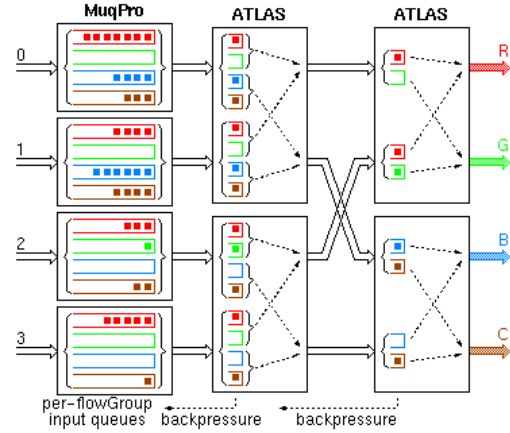 MuqPro
ATLAS
ATLAS
0
1
2
3
R
G
B
C
per-flowGroup
input queues
backpressure
backpressure